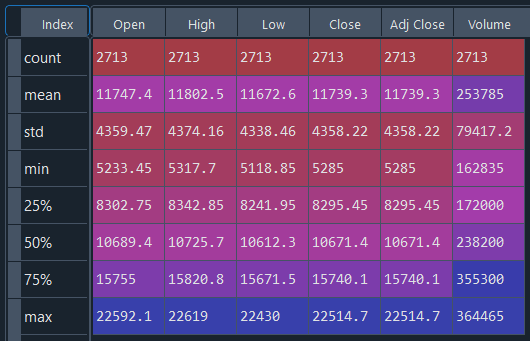 Index Open High Low Close Adj Close Volume
count 2713 2713 2713 2713 2713 2713
mean 11747.4 11802.5 11672.6 11739.3 11739.3 253785
std 4359.47 4374.16 4338.46 4358.22 4358.22 79417.2
min 5233.45 5317.7 5118.85 5285 5285 162835
25% 8302.75 8342.85 8241.95 8295.45 8295.45 172000
50% 10689.4 10725.7 10612.3 10671.4 10671.4 238200
75% 15755 15820.8 15671.5 15740.1 15740.1 355300
max 22592.1 22619 22430 22514.7 22514.7 364465